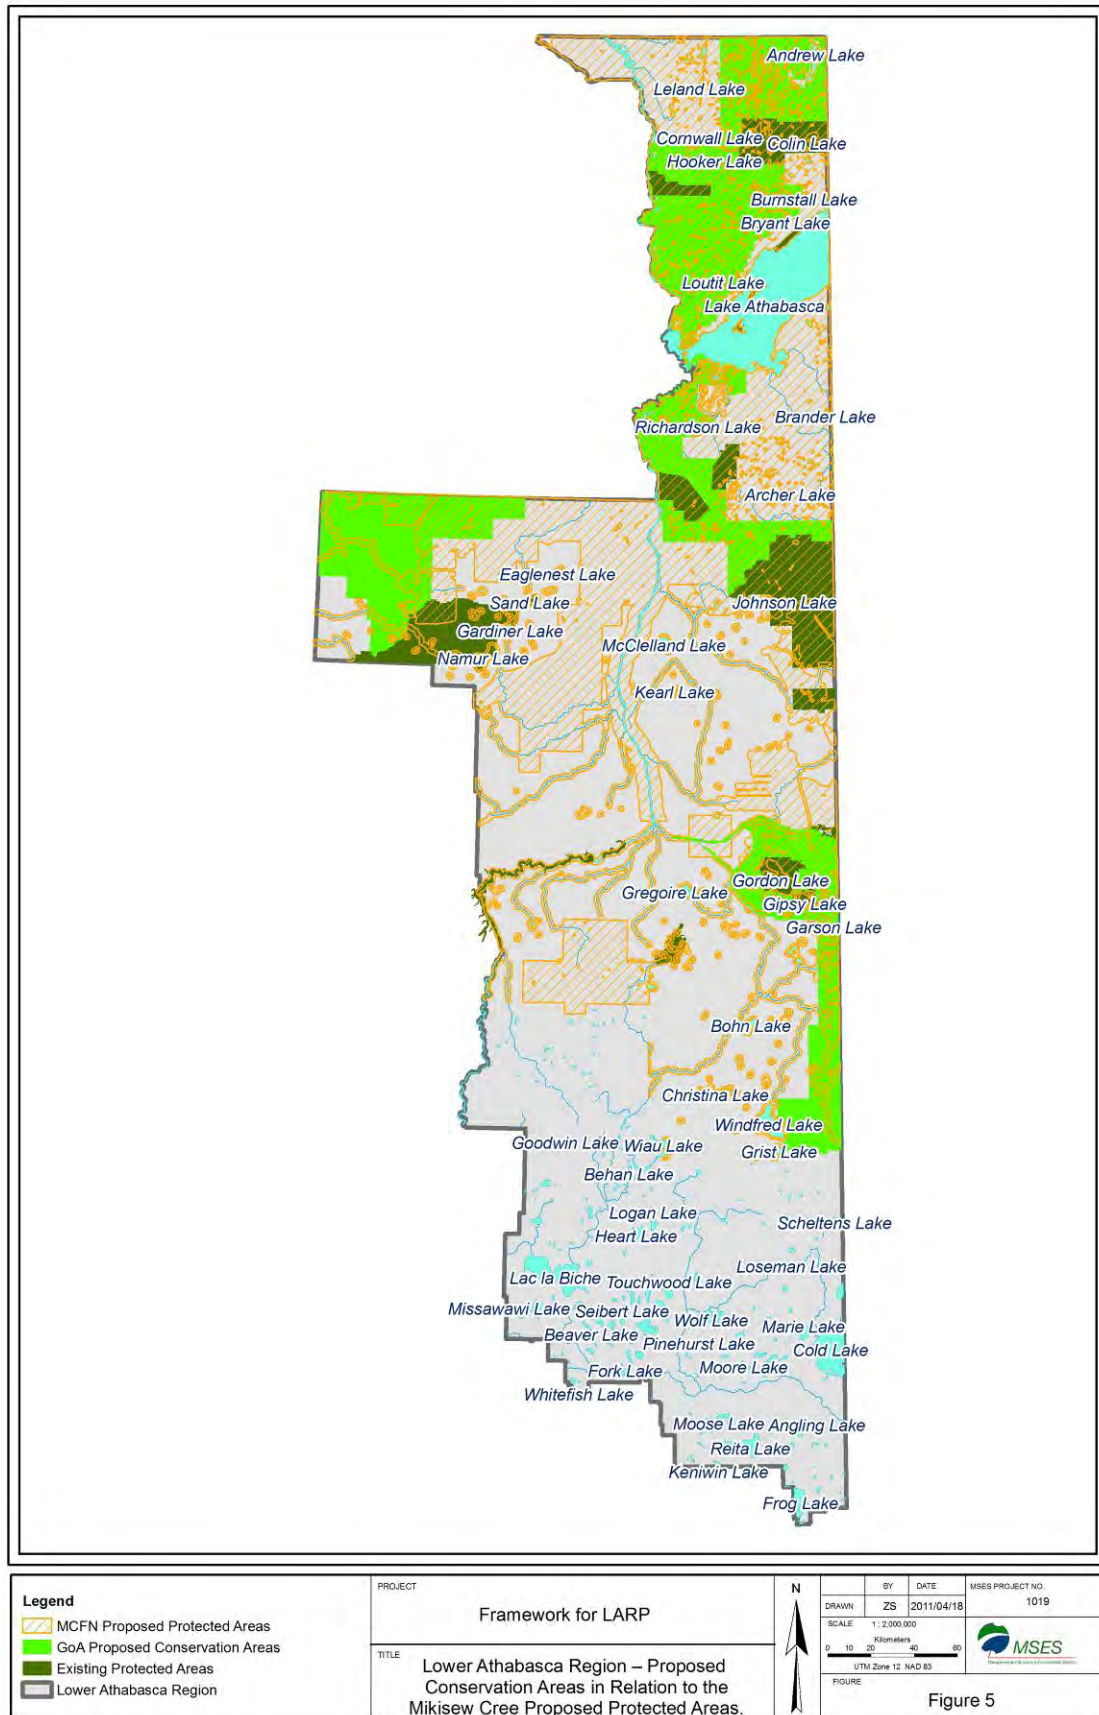 Andrew Lake
Leland Lake
Cornwall Lake
Colin Lake
Hooker Lake
Burnstall Lake
Bryant Lake
Loutit Lake
Lake Athabasca
Brander Lake
Richardson Lake
Archer Lake
Eaglenest Lake
Sand Lake
Johnson Lake
Gardiner Lake
McClelland Lake
Namur Lake
Kearl Lake
Gordon Lake
Gregoire Lake
Gipsy Lake
Garson Lake
Bohn Lake
Christina Lake
Windfred Lake
Goodwin Lake
Wiau Lake
Grist Lake
Behan Lake
Logan Lake
Scheltens Lake
Heart Lake
Loseman Lake
Lac la Biche
Touchwood Lake
Missawawi Lake
Seibert Lake
Wolf Lake
Marie Lake
Beaver Lake
Pinehurst Lake
Cold Lake
Fork Lake
Moore Lake
Whitefish Lake
Moose Lake
Angling Lake
Reita Lake
Keniwin Lake
Frog Lake
Legend
MCFN Proposed Protected Areas
GoA Proposed Conservation Areas
Existing Protected Areas
Lower Athabasca Region
PROJECT
Framework for LARP
TITLE
Lower Athabasca Region – Proposed
Conservation Areas in Relation to the
Mikisew Cree Proposed Protected Areas.
N
BY DATE
DRAWN ZS 2011/04/18
SCALE 1 : 2,000,000
Kilometers
0 10 20 40 60
UTM Zone 12 NAD 83
MSES PROJECT NO.
1019
MSES
FIGURE
Figure 5